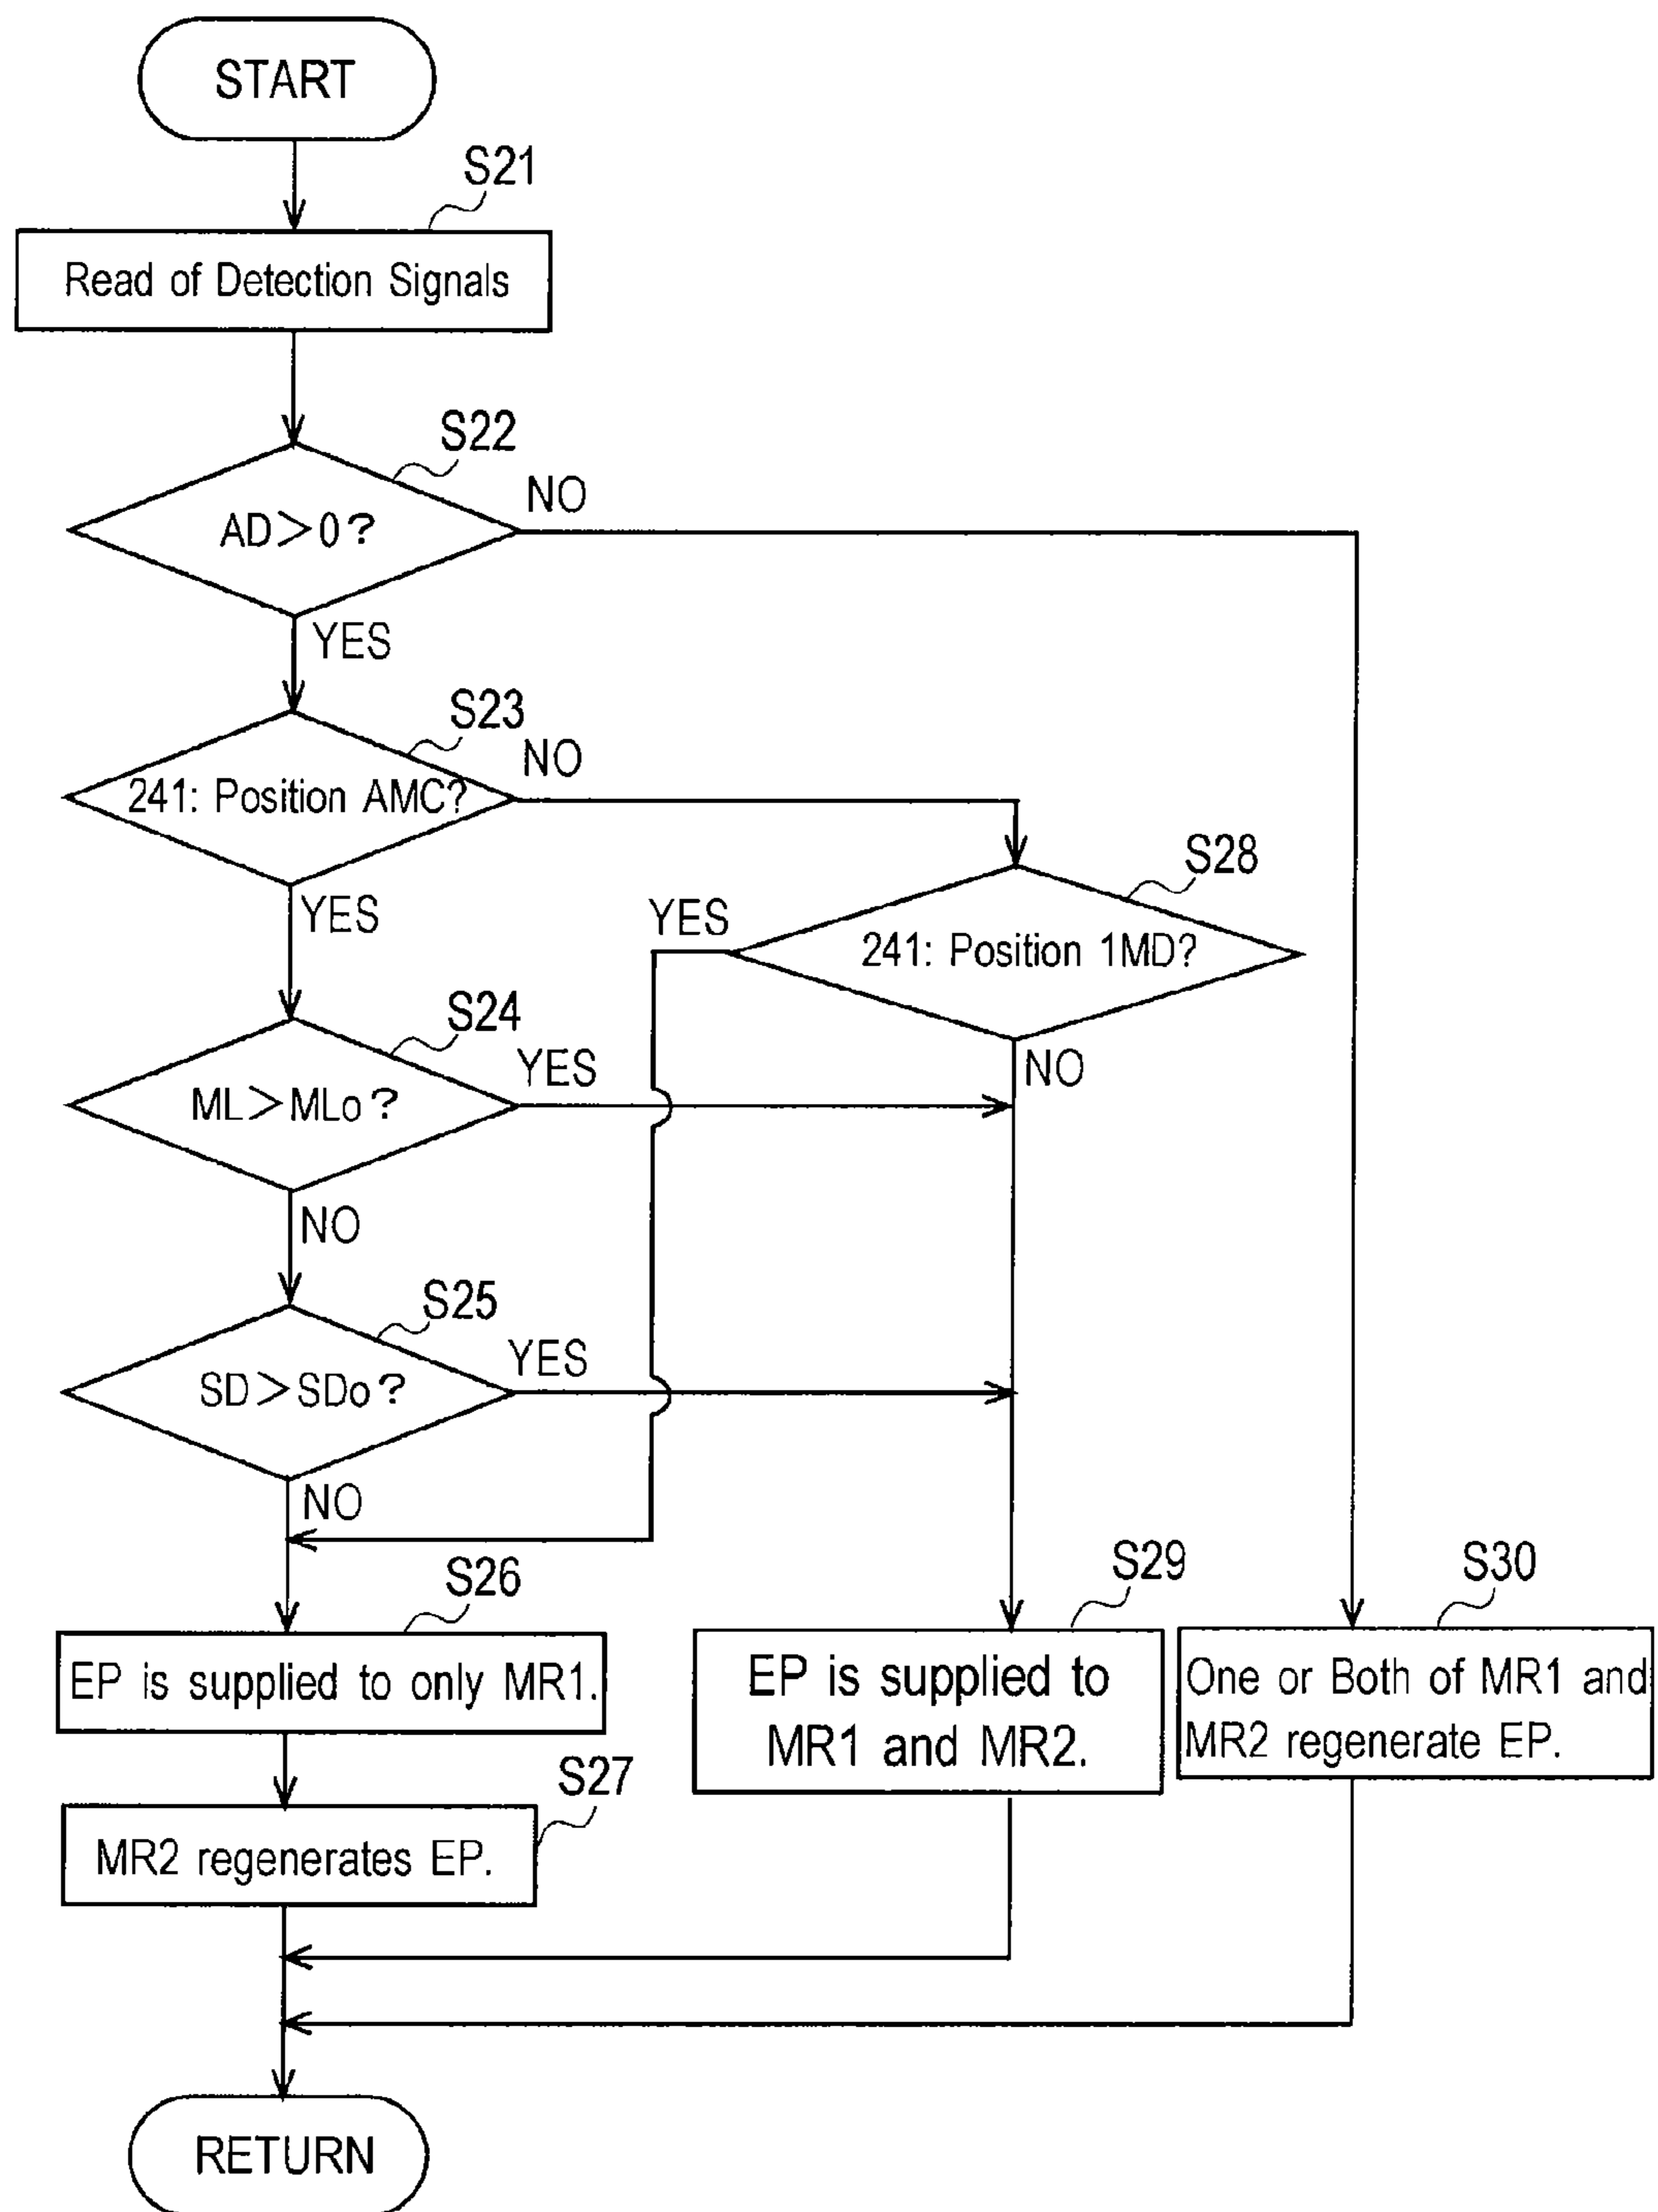 START
S21
Read of Detection Signals
S22
AD>0?
NO
YES
S23
241: Position AMC?
NO
YES
S28
241: Position 1MD?
YES
NO
S24
ML>MLo?
YES
NO
S25
SD>SDo?
YES
NO
S26
EP is supplied to only MR1.
S27
MR2 regenerates EP.
S29
EP is supplied to
MR1 and MR2.
S30
One or Both of MR1 and
MR2 regenerate EP.
RETURN